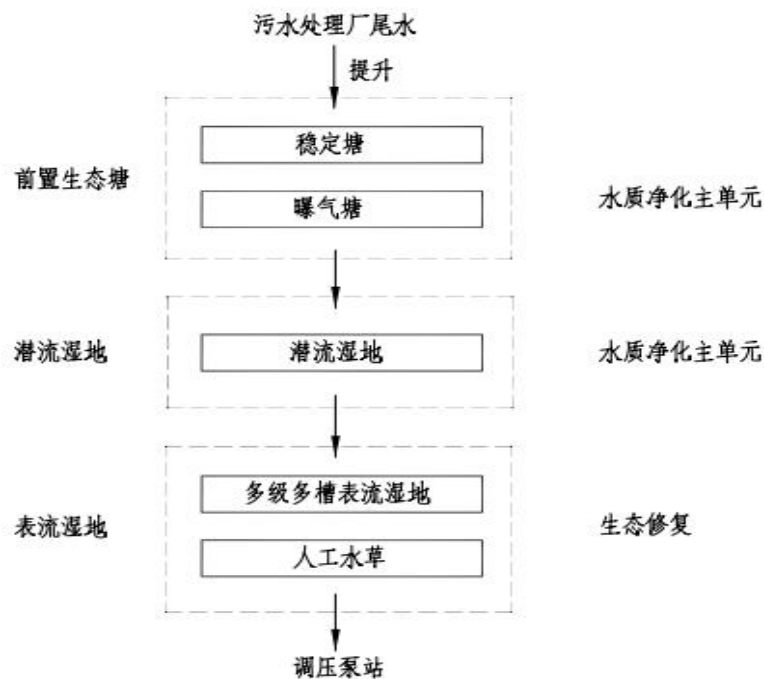 污水处理厂尾水
提升
稳定塘
前置生态塘
曝气塘
水质净化主单元
潜流湿地
潜流湿地
水质净化主单元
多级多槽表流湿地
表流湿地
生态修复
人工水草
调压泵站